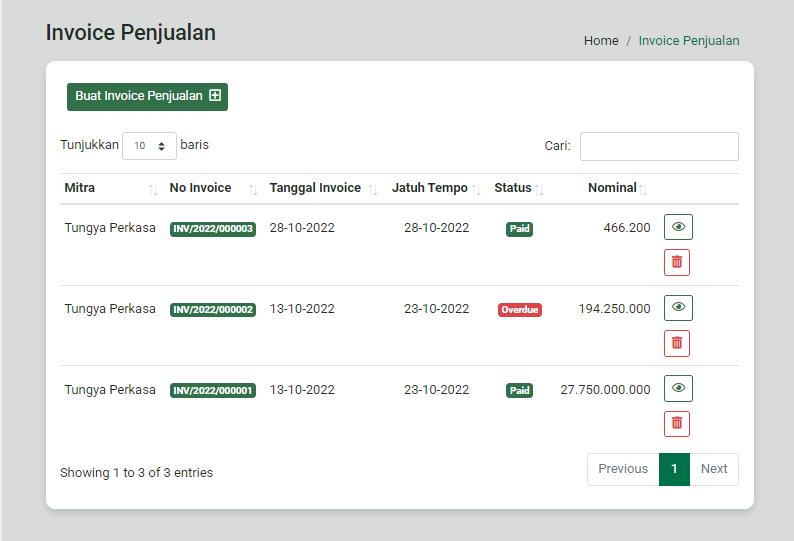 Invoice Penjualan
Home / Invoice Penjualan
Buat Invoice Penjualan
Tunjukkan 10 baris
Cari:
Mitra No Invoice Tanggal Invoice Jatuh Tempo Status Nominal
Tungya Perkasa INV/2022/000003 28-10-2022 28-10-2022 Paid 466.200
Tungya Perkasa INV/2022/000002 13-10-2022 23-10-2022 Overdue 194.250.000
Tungya Perkasa INV/2022/000001 13-10-2022 23-10-2022 Paid 27.750.000.000
Showing 1 to 3 of 3 entries
Previous 1 Next